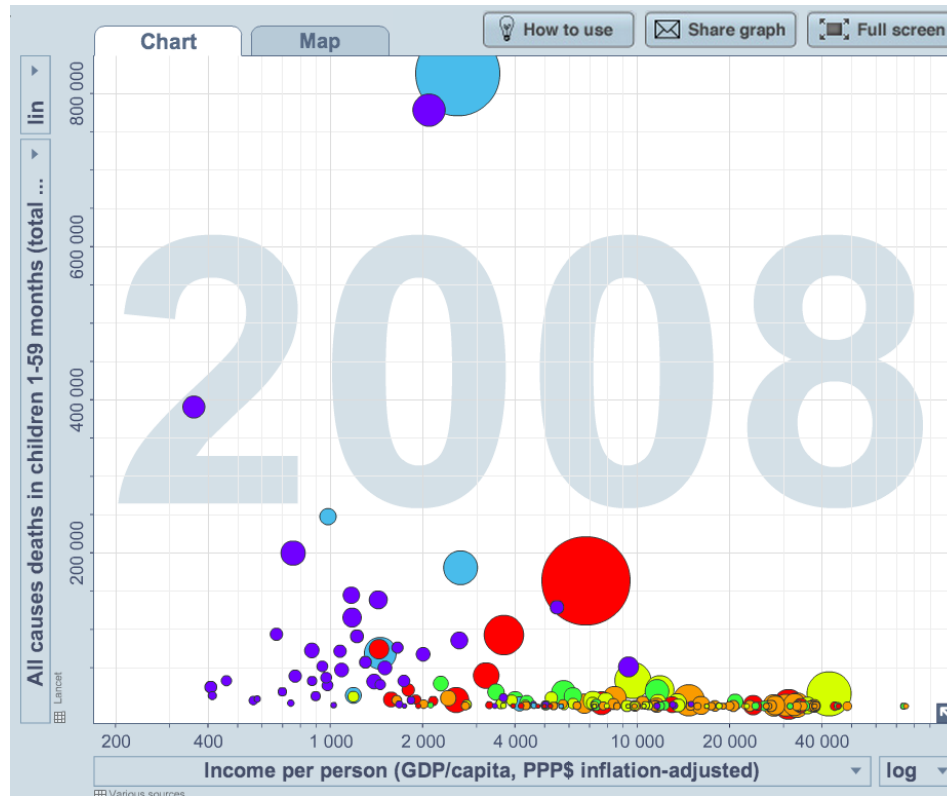 Chart
Map
How to use
Share graph
Full screen
lin
All causes deaths in children 1-59 months (total ...
Lancet
800 000
600 000
400 000
200 000
2008
200
400
1 000
2 000
4 000
10 000
20 000
40 000
Income per person (GDP/capita, PPP$ inflation-adjusted)
log
Various sources